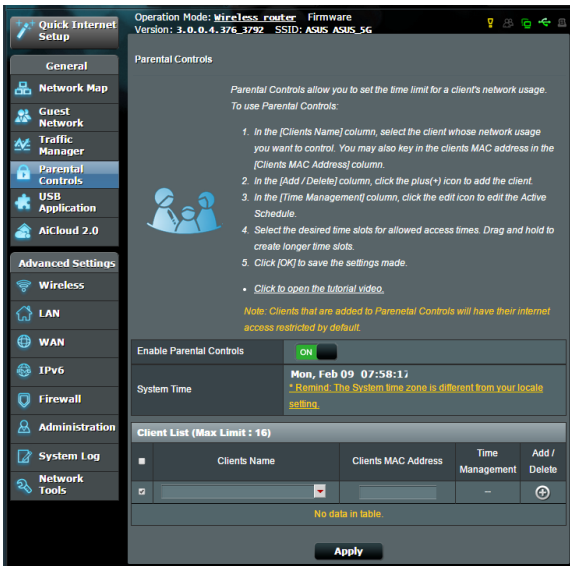 Quick Internet
Setup
Operation Mode: Wireless router Firmware
Version: 3.0.0.4.376_3792 SSID: ASUS ASUS_5G
General
Network Map
Guest
Network
Traffic
Manager
Parental
Controls
USB
Application
AiCloud 2.0
Advanced Settings
Wireless
LAN
WAN
IPv6
Firewall
Administration
System Log
Network
Tools
Parental Controls
Parental Controls allow you to set the time limit for a client's network usage.
To use Parental Controls:
1. In the [Clients Name] column, select the client whose network usage
you want to control. You may also key in the clients MAC address in the
[Clients MAC Address] column.
2. In the [Add / Delete] column, click the plus(+) icon to add the client.
3. In the [Time Management] column, click the edit icon to edit the Active
Schedule.
4. Select the desired time slots for allowed access times. Drag and hold to
create longer time slots.
5. Click [OK] to save the settings made.
• Click to open the tutorial video.
Note: Clients that are added to Parenetal Controls will have their internet
access restricted by default.
Enable Parental Controls ON
System Time
Mon, Feb 09 07:58:17
* Remind: The System time zone is different from your locale
setting.
Client List (Max Limit : 16)
Clients Name Clients MAC Address Time
Management Add /
Delete
–
No data in table.
Apply